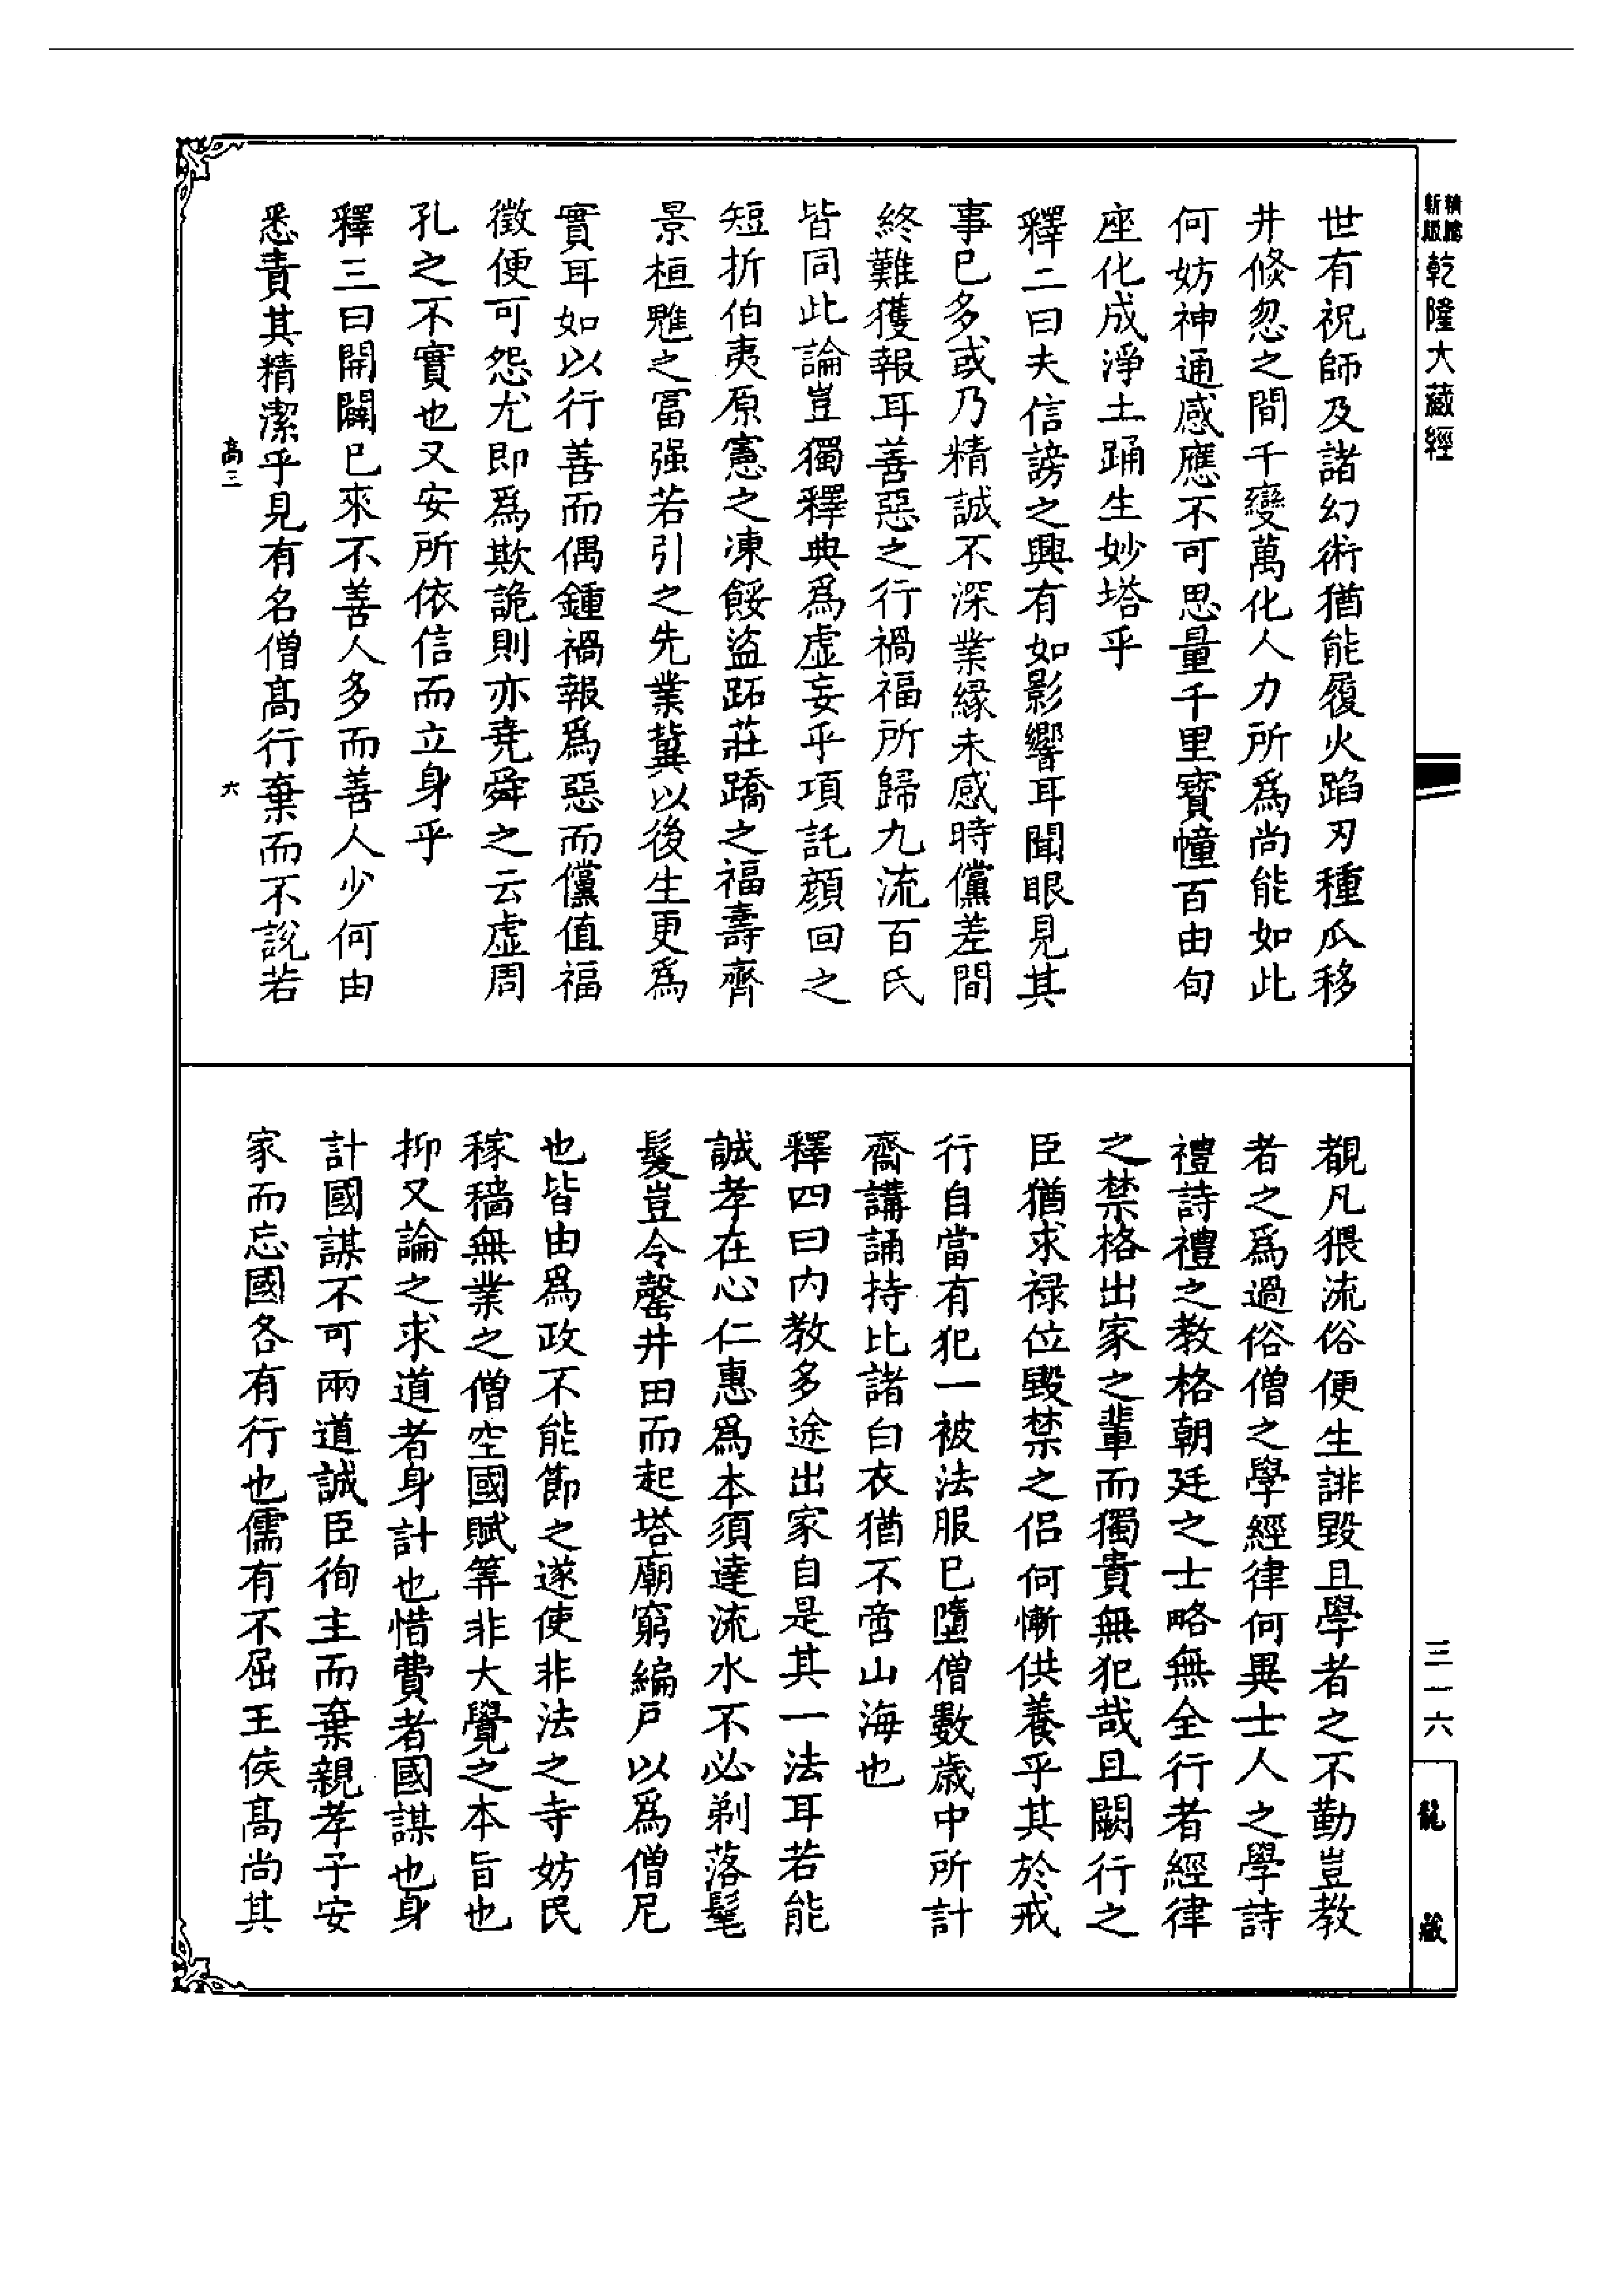 精縮
新版
乾隆大藏經
世有祝師及諸幻術猶能履火蹈刃種瓜移
井倐忽之間千變萬化人力所爲尚能如此
何妨神通感應不可思量千里寳幢百由旬
座化成淨土踊生妙塔乎
釋二曰夫信謗之興有如影響耳聞眼見其
事已多或乃精誠不深業縁未感時儻差間
終難獲報耳善惡之行禍福所歸九流百氏
皆同此論豈獨釋典爲虛妄乎項託顔回之
短折伯夷原憲之凍餒盜跖莊蹻之福壽齊
景桓魋之冨强若引之先業冀以後生更爲
實耳如以行善而偶鍾禍報爲惡而儻值福
徵便可怨尤即爲欺詭則亦堯舜之云虛周
孔之不實也又安所依信而立身乎
釋三曰開闢已來不善人多而善人少何由
悉責其精潔乎見有名僧高行棄而不說若
高三
六
覩凡猥流俗便生誹毀且學者之不勤豈教
者之爲過俗僧之學經律何異士人之學詩
禮詩禮之教格朝廷之士略無全行者經律
之禁格出家之輩而獨責無犯哉且闕行之
臣猶求禄位毀禁之侣何慚供養乎其於戒
行自當有犯一被法服已墮僧數歲中所計
齋講誦持比諸白衣猶不啻山海也
釋四曰内教多途出家自是其一法耳若能
誠孝在心仁惠爲本須達流水不必剃落髦
髮豈令罄井田而起塔廟窮編戸以爲僧尼
也皆由爲政不能節之遂使非法之寺妨民
稼穡無業之僧空國賦筭非大覺之本旨也
抑又論之求道者身計也惜費者國謀也身
計國謀不可兩道誠臣徇主而棄親孝子安
家而忘國各有行也儒有不屈王侯高尚其
三一六
龍藏